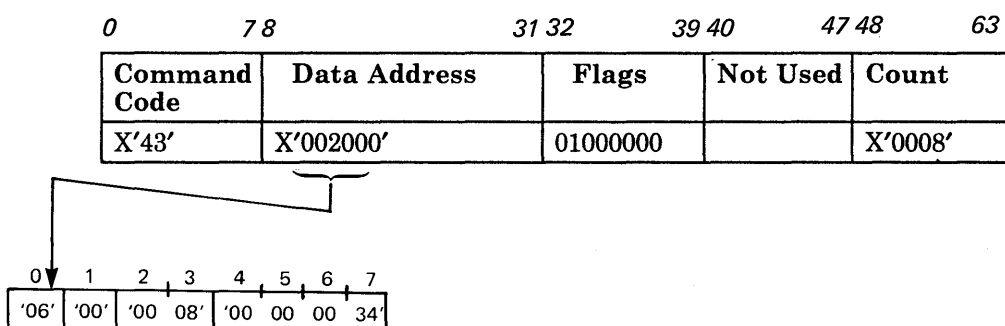 0 7 8 31 32 39 40 47 48 63
Command Code Data Address Flags Not Used Count
X'43' X'002000' 01000000 X'0008'
0 1 2 3 4 5 6 7
'06' '00' '00 08' '00 00 00 34'